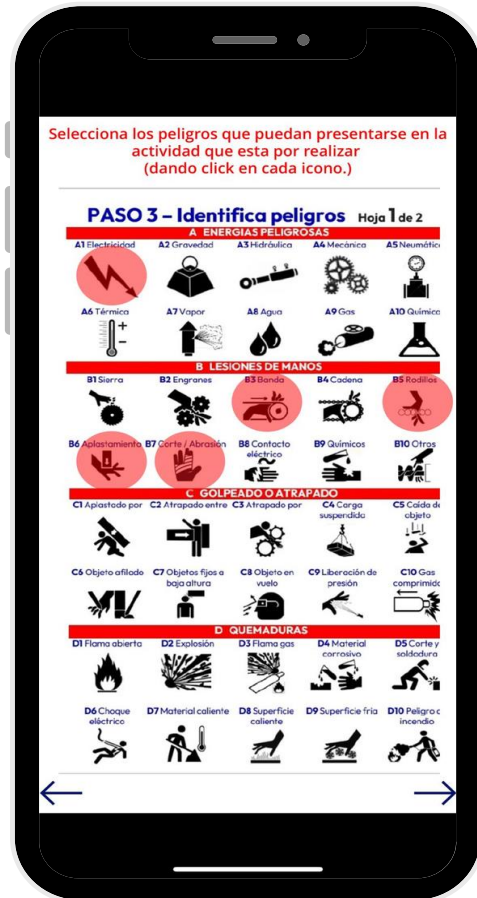 Selecciona los peligros que puedan presentarse en la
actividad que esta por realizar
(dando click en cada icono.)
PASO 3 – Identifica peligros Hoja 1 de 2
A ENERGIAS PELIGROSAS
A1 Electricidad A2 Gravedad A3 Hidráulica A4 Mecánica A5 Neumátic
A6 Térmica A7 Vapor A8 Agua A9 Gas A10 Químico
B LESIONES DE MANOS
B1 Sierra B2 Engranes B3 Banda B4 Cadena B5 Rodillos
B6 Aplastamiento B7 Corte / Abrasión B8 Contacto eléctrico B9 Químicos B10 Otros
C GOLPEADO O ATRAPADO
C1 Aplastado por C2 Atrapado entre C3 Atrapado por C4 Carga suspendida C5 Caída de objeto
C6 Objeto afilado C7 Objetos fijos a baja altura C8 Objeto en vuelo C9 Liberación de presión C10 Gas comprimido
D QUEMADURAS
D1 Flama abierta D2 Explosión D3 Flama gas D4 Material corrosivo D5 Corte y soldadura
D6 Choque eléctrico D7 Material caliente D8 Superficie caliente D9 Superficie fría D10 Peligro d incendio